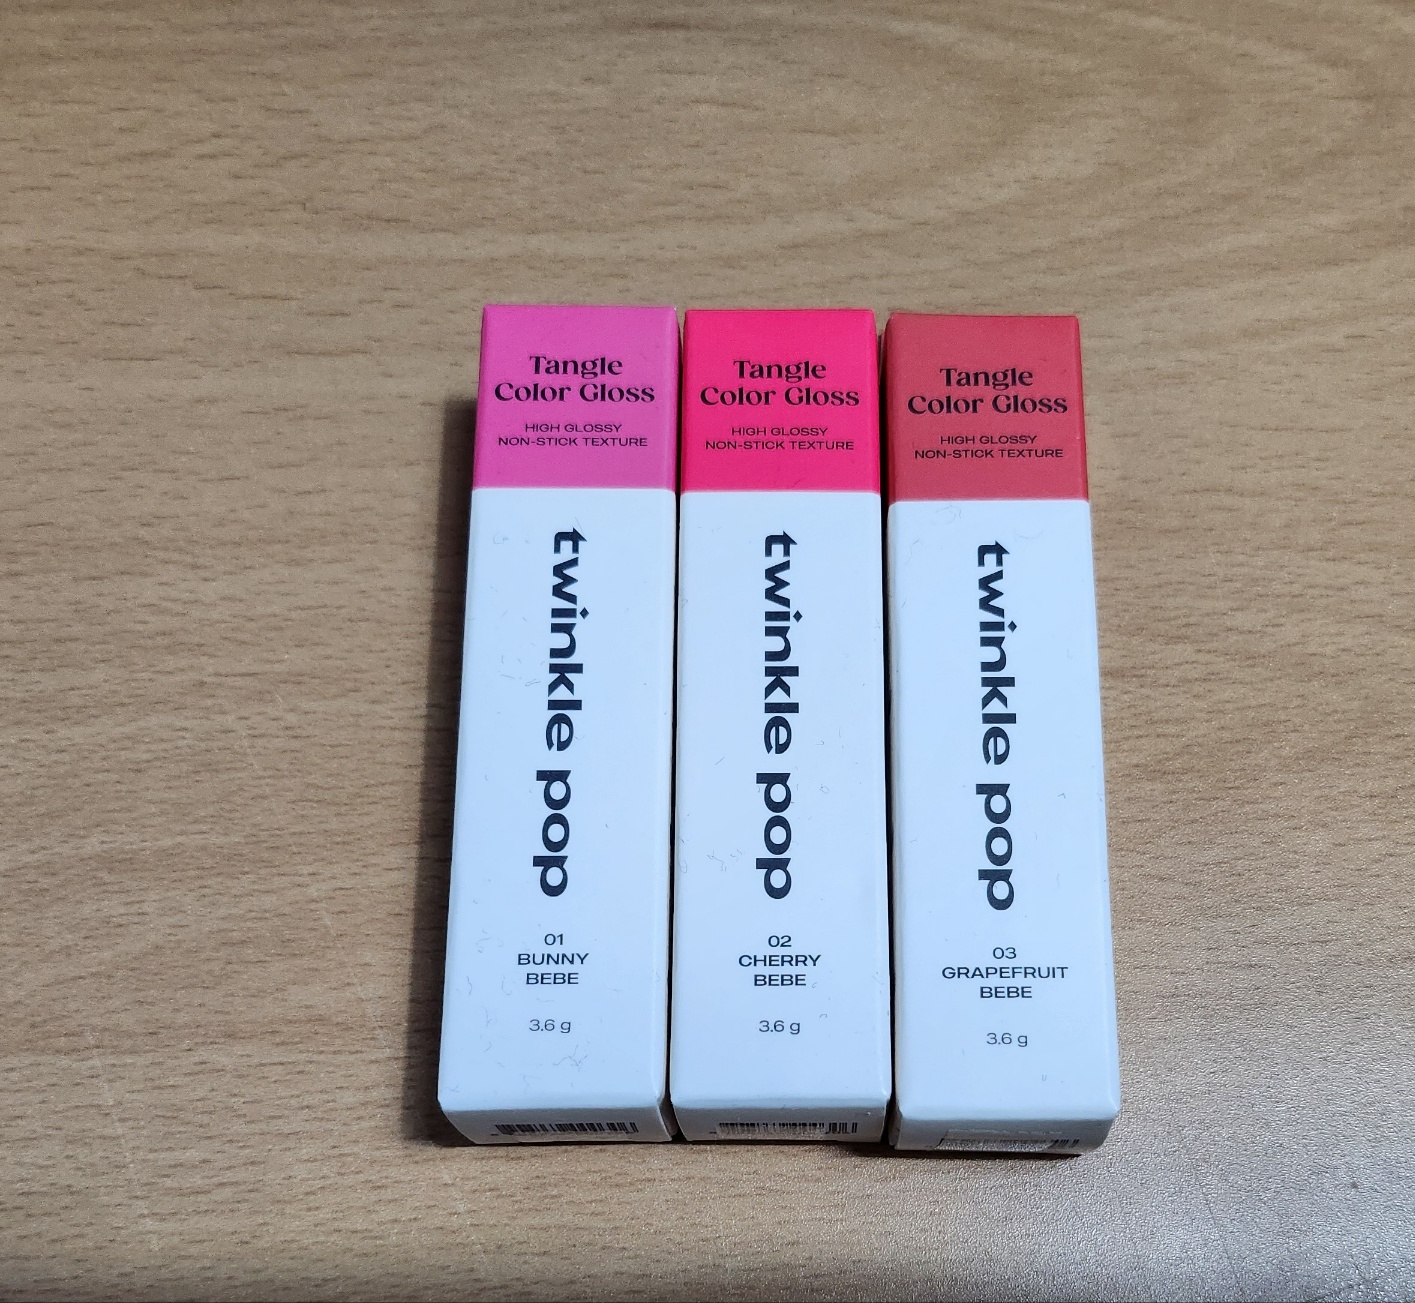 Tangle
Color Gloss
HIGH GLOSSY
NON-STICK TEXTURE
twinkle pop
01
BUNNY
BEBE
3.6 g
Tangle
Color Gloss
HIGH GLOSSY
NON-STICK TEXTURE
twinkle pop
02
CHERRY
BEBE
3.6 g
Tangle
Color Gloss
HIGH GLOSSY
NON-STICK TEXTURE
twinkle pop
03
GRAPEFRUIT
BEBE
3.6 g